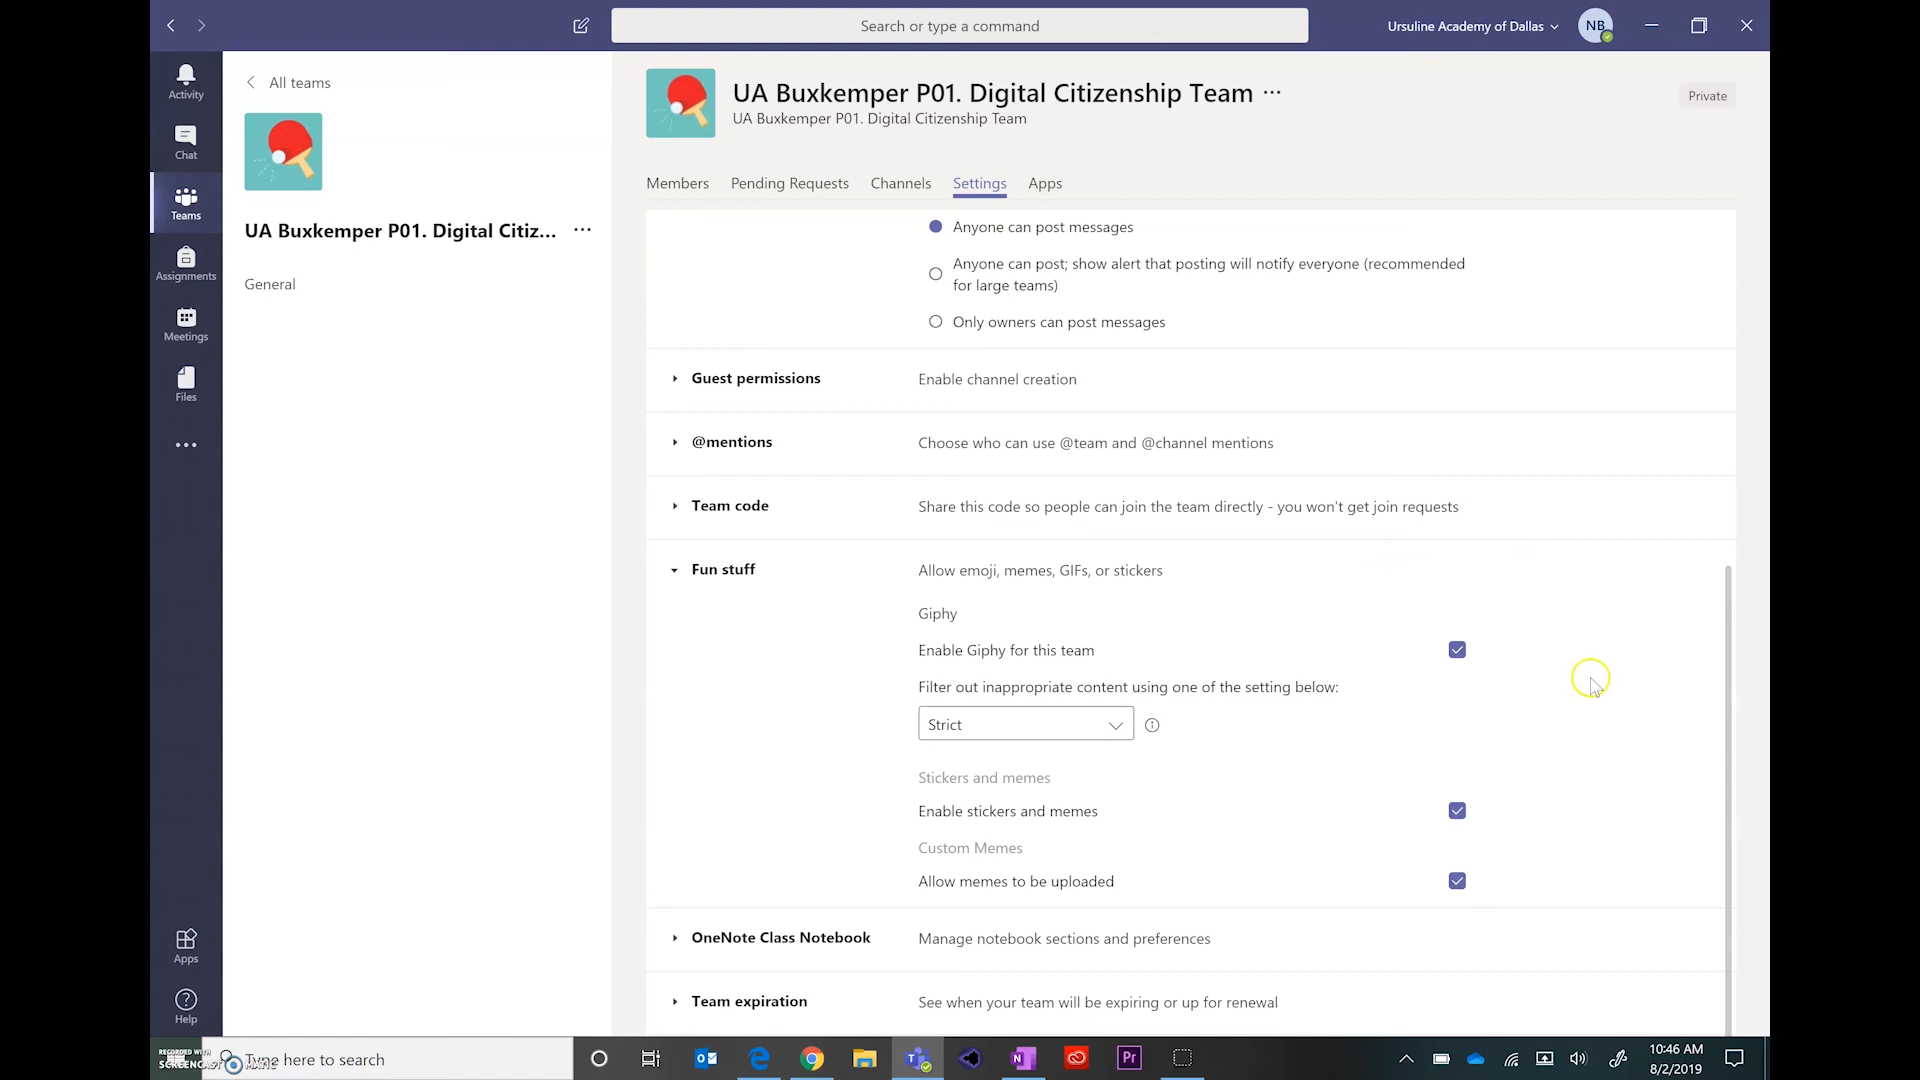 Search or type a command
Ursuline Academy of Dallas
NB
Activity
Chat
Teams
Assignments
Meetings
Files
Apps
Help
All teams
UA Buxkemper P01. Digital Citiz...
General
UA Buxkemper P01. Digital Citizenship Team
UA Buxkemper P01. Digital Citizenship Team
Private
Members Pending Requests Channels Settings Apps
Anyone can post messages
Anyone can post; show alert that posting will notify everyone (recommended
for large teams)
Only owners can post messages
Guest permissions Enable channel creation
@mentions Choose who can use @team and @channel mentions
Team code Share this code so people can join the team directly - you won't get join requests
Fun stuff Allow emoji, memes, GIFs, or stickers
Giphy
Enable Giphy for this team
Filter out inappropriate content using one of the setting below:
Strict
Stickers and memes
Enable stickers and memes
Custom Memes
Allow memes to be uploaded
OneNote Class Notebook Manage notebook sections and preferences
Team expiration See when your team will be expiring or up for renewal
RECORDED WITH
SCREENCAST MATIC
Type here to search
Pr
10:46 AM
8/2/2019